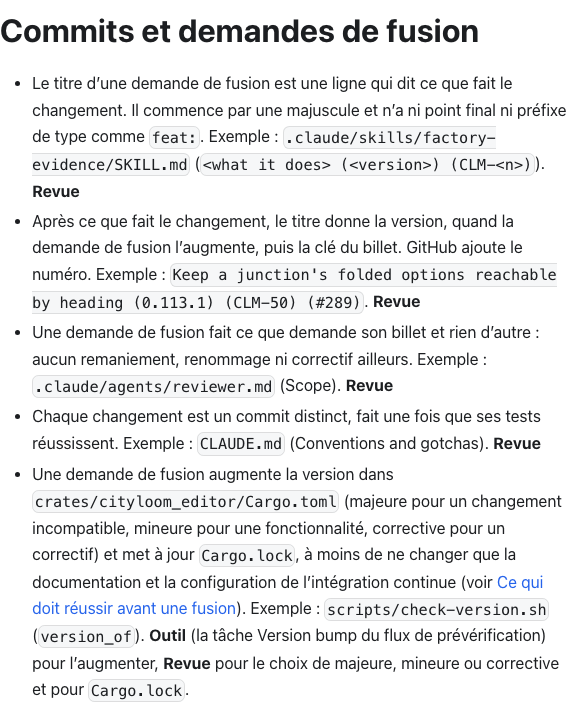 Commits et demandes de fusion
Le titre d’une demande de fusion est une ligne qui dit ce que fait le
changement. Il commence par une majuscule et n’a ni point final ni préfixe
de type comme feat:. Exemple : .claude/skills/factory-
evidence/SKILL.md (<what it does> (<version>) (CLM-<n>)).
Revue
Après ce que fait le changement, le titre donne la version, quand la
demande de fusion l’augmente, puis la clé du billet. GitHub ajoute le
numéro. Exemple : Keep a junction's folded options reachable
by heading (0.113.1) (CLM-50) (#289). Revue
Une demande de fusion fait ce que demande son billet et rien d’autre :
aucun remaniement, renommage ni correctif ailleurs. Exemple :
.claude/agents/reviewer.md (Scope). Revue
Chaque changement est un commit distinct, fait une fois que ses tests
réussissent. Exemple : CLAUDE.md (Conventions and gotchas). Revue
Une demande de fusion augmente la version dans
crates/cityloom_editor/Cargo.toml (majeure pour un changement
incompatible, mineure pour une fonctionnalité, corrective pour un
correctif) et met à jour Cargo.lock, à moins de ne changer que la
documentation et la configuration de l’intégration continue (voir Ce qui
doit réussir avant une fusion). Exemple : scripts/check-version.sh
(version_of). Outil (la tâche Version bump du flux de prévérification)
pour l’augmenter, Revue pour le choix de majeure, mineure ou corrective
et pour Cargo.lock.